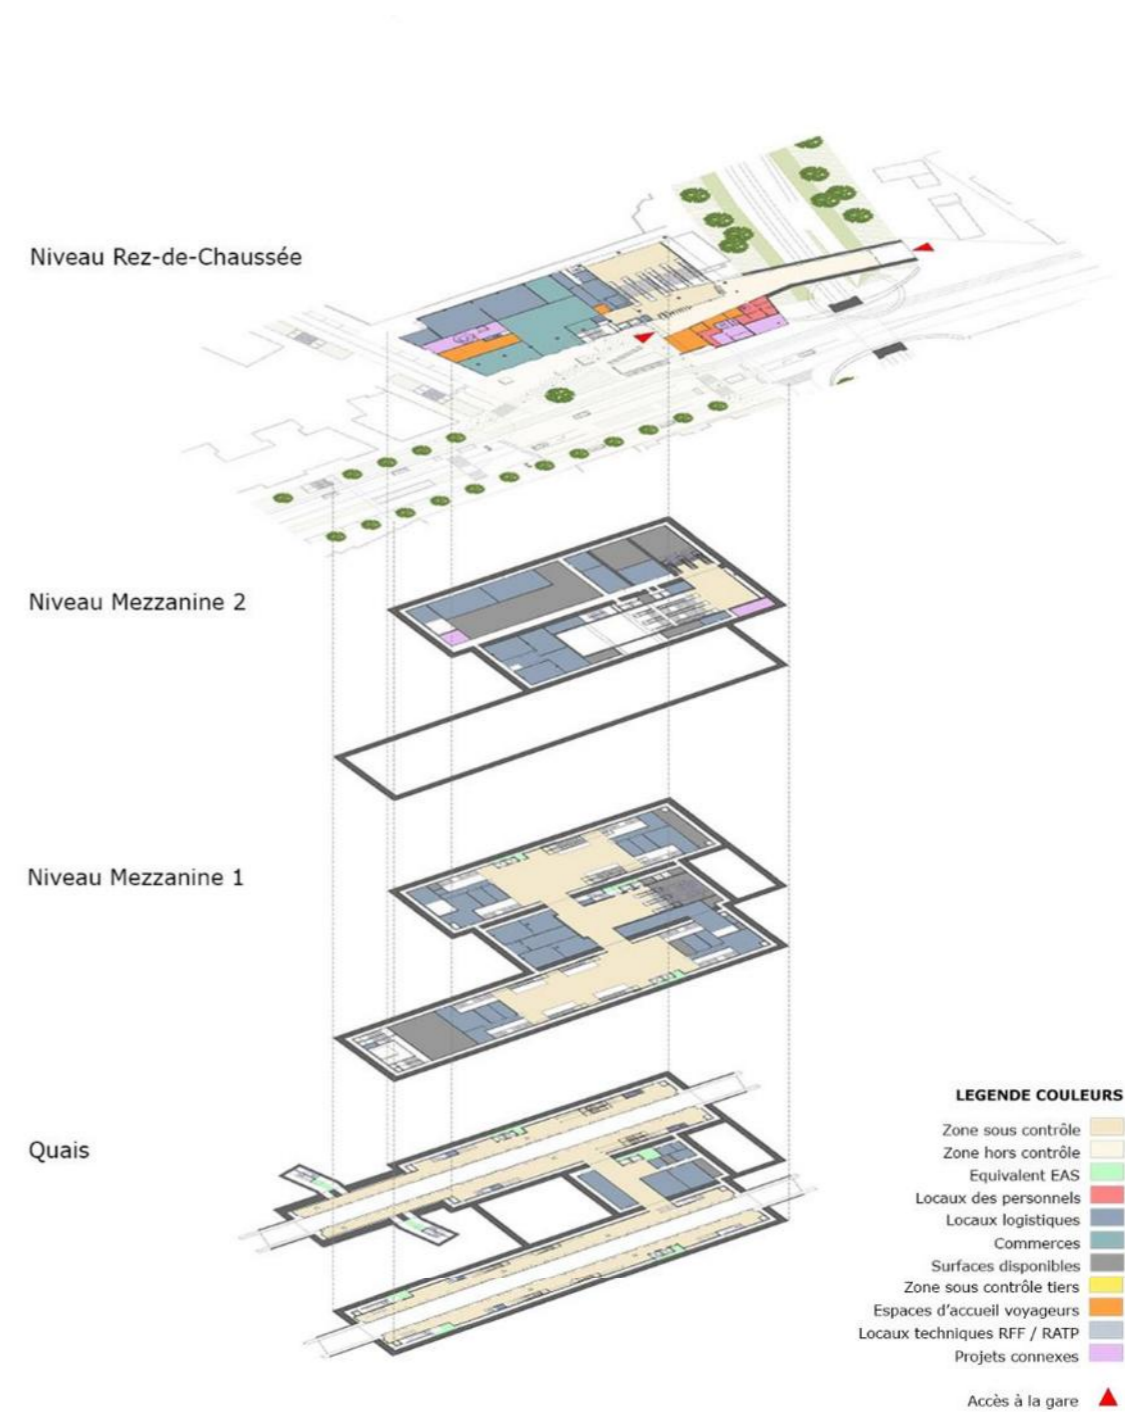 Niveau Rez-de-Chaussée
Niveau Mezzanine 2
Niveau Mezzanine 1
Quais
LEGENDE COULEURS
Zone sous contrôle
Zone hors contrôle
Equivalent EAS
Locaux des personnels
Locaux logistiques
Commerces
Surfaces disponibles
Zone sous contrôle tiers
Espaces d'accueil voyageurs
Locaux techniques RFF / RATP
Projets connexes
Accès à la gare